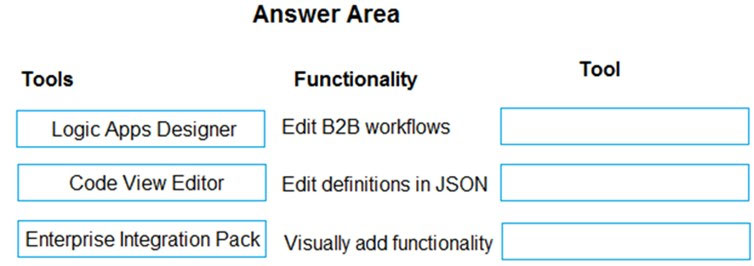 Answer Area
Tools Functionality Tool
Logic Apps Designer Edit B2B workflows
Code View Editor Edit definitions in JSON
Enterprise Integration Pack Visually add functionality